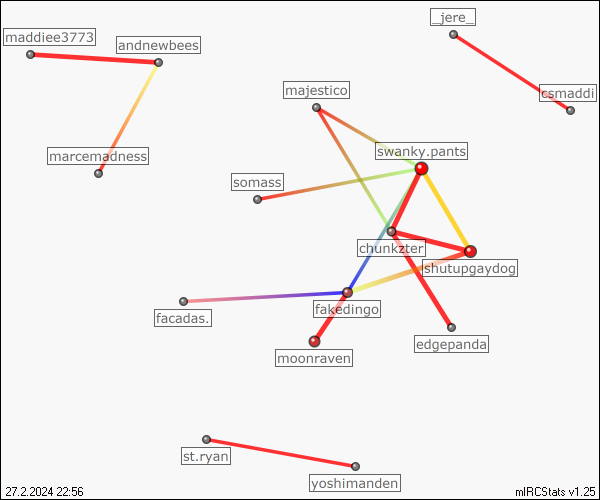 _jere_
maddiee3773
andnewbees
majestico
csmaddi
marcemadness
swanky.pants
somass
chunkzter
shutupgaydog
facadas.
fakedingo
moonraven
edgepanda
st.ryan
yoshimanden
27.2.2024 22:56
mIRCStats v1.25